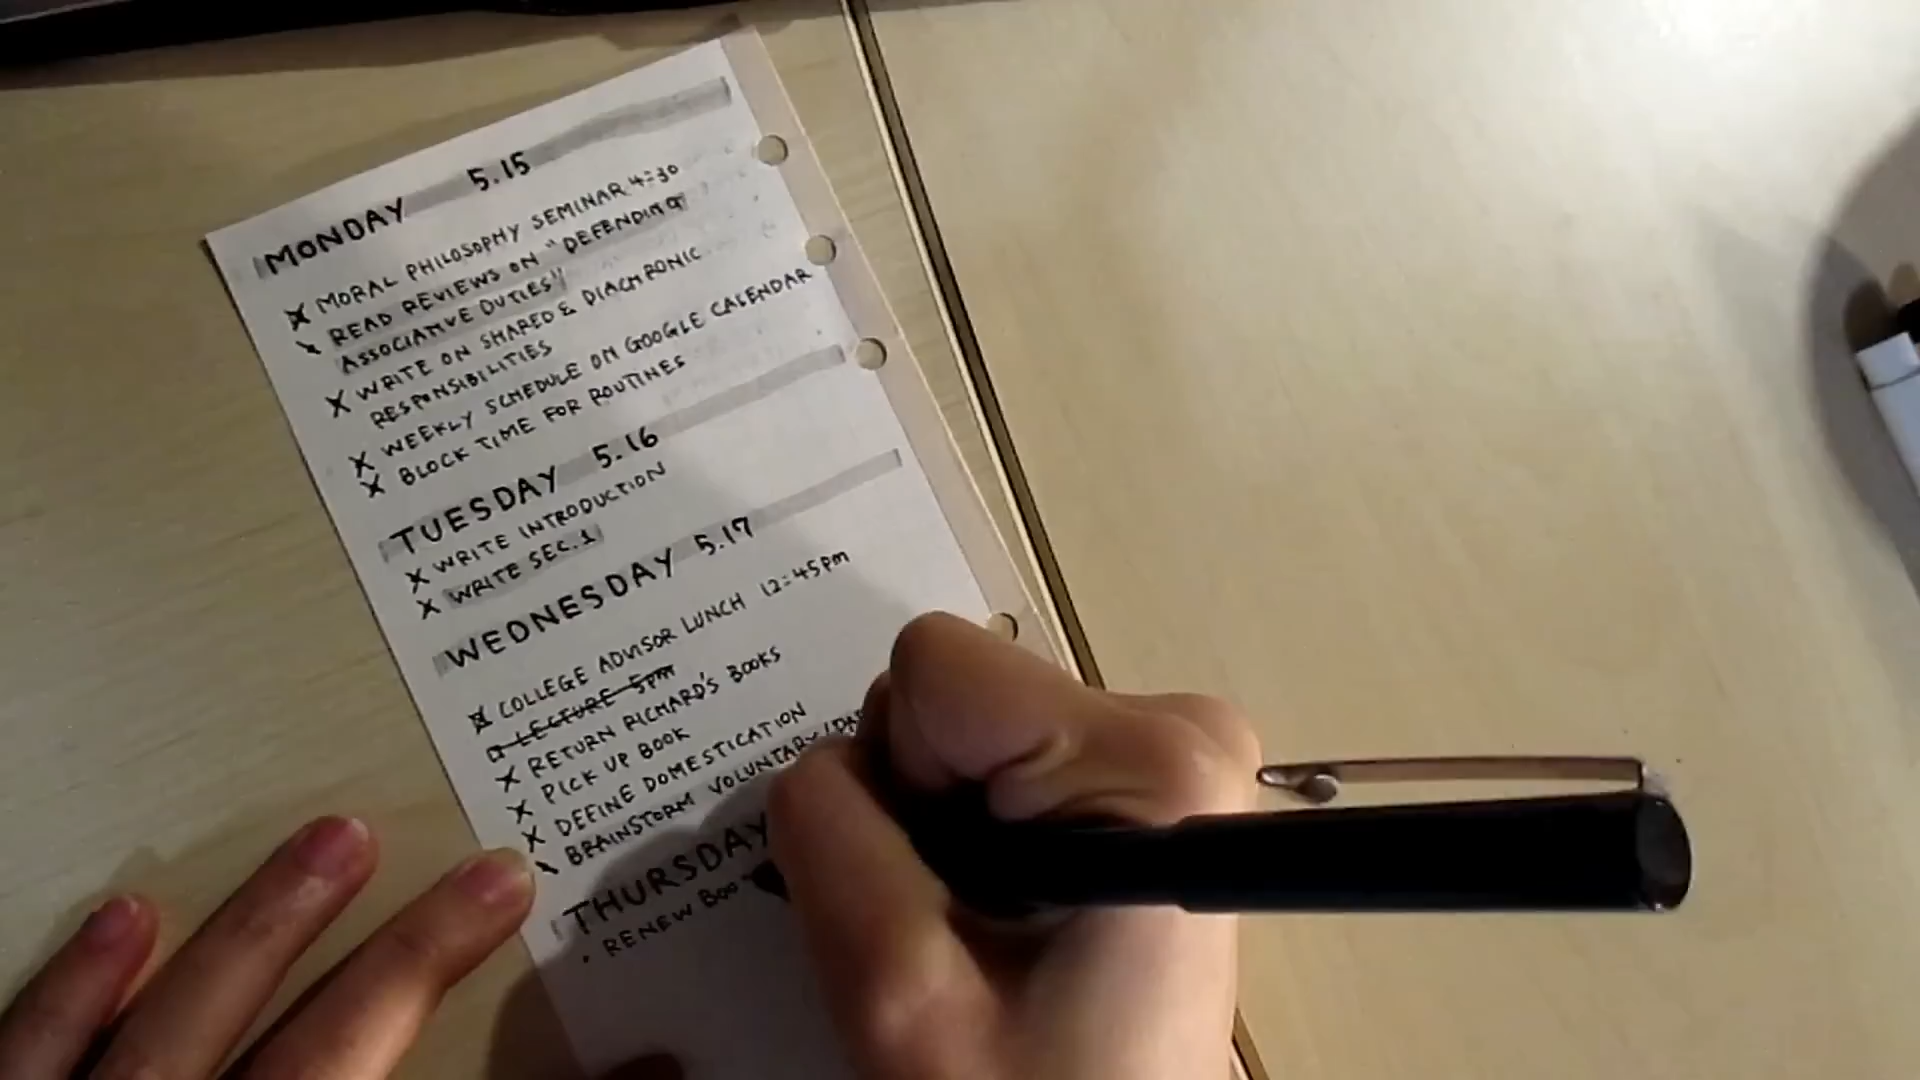 MONDAY 5.15
X MORAL PHILOSOPHY SEMINAR 4:30
\ READ REVIEWS ON "DEFENDING
ASSOCIATIVE DUTIES"
X WRITE ON SHARED & DIACHRONIC
RESPONSIBILITIES
X WEEKLY SCHEDULE ON GOOGLE CALENDAR
X BLOCK TIME FOR ROUTINES
TUESDAY 5.16
X WRITE INTRODUCTION
X WRITE SEC. 1
WEDNESDAY 5.17
COLLEGE ADVISOR LUNCH 12:45pm
LECTURE 5pm
X RETURN RICHARD'S BOOKS
X PICK UP BOOK
X DEFINE DOMESTICATION
\ BRAINSTORM VOLUNTARY/
THURSDAY
· RENEW